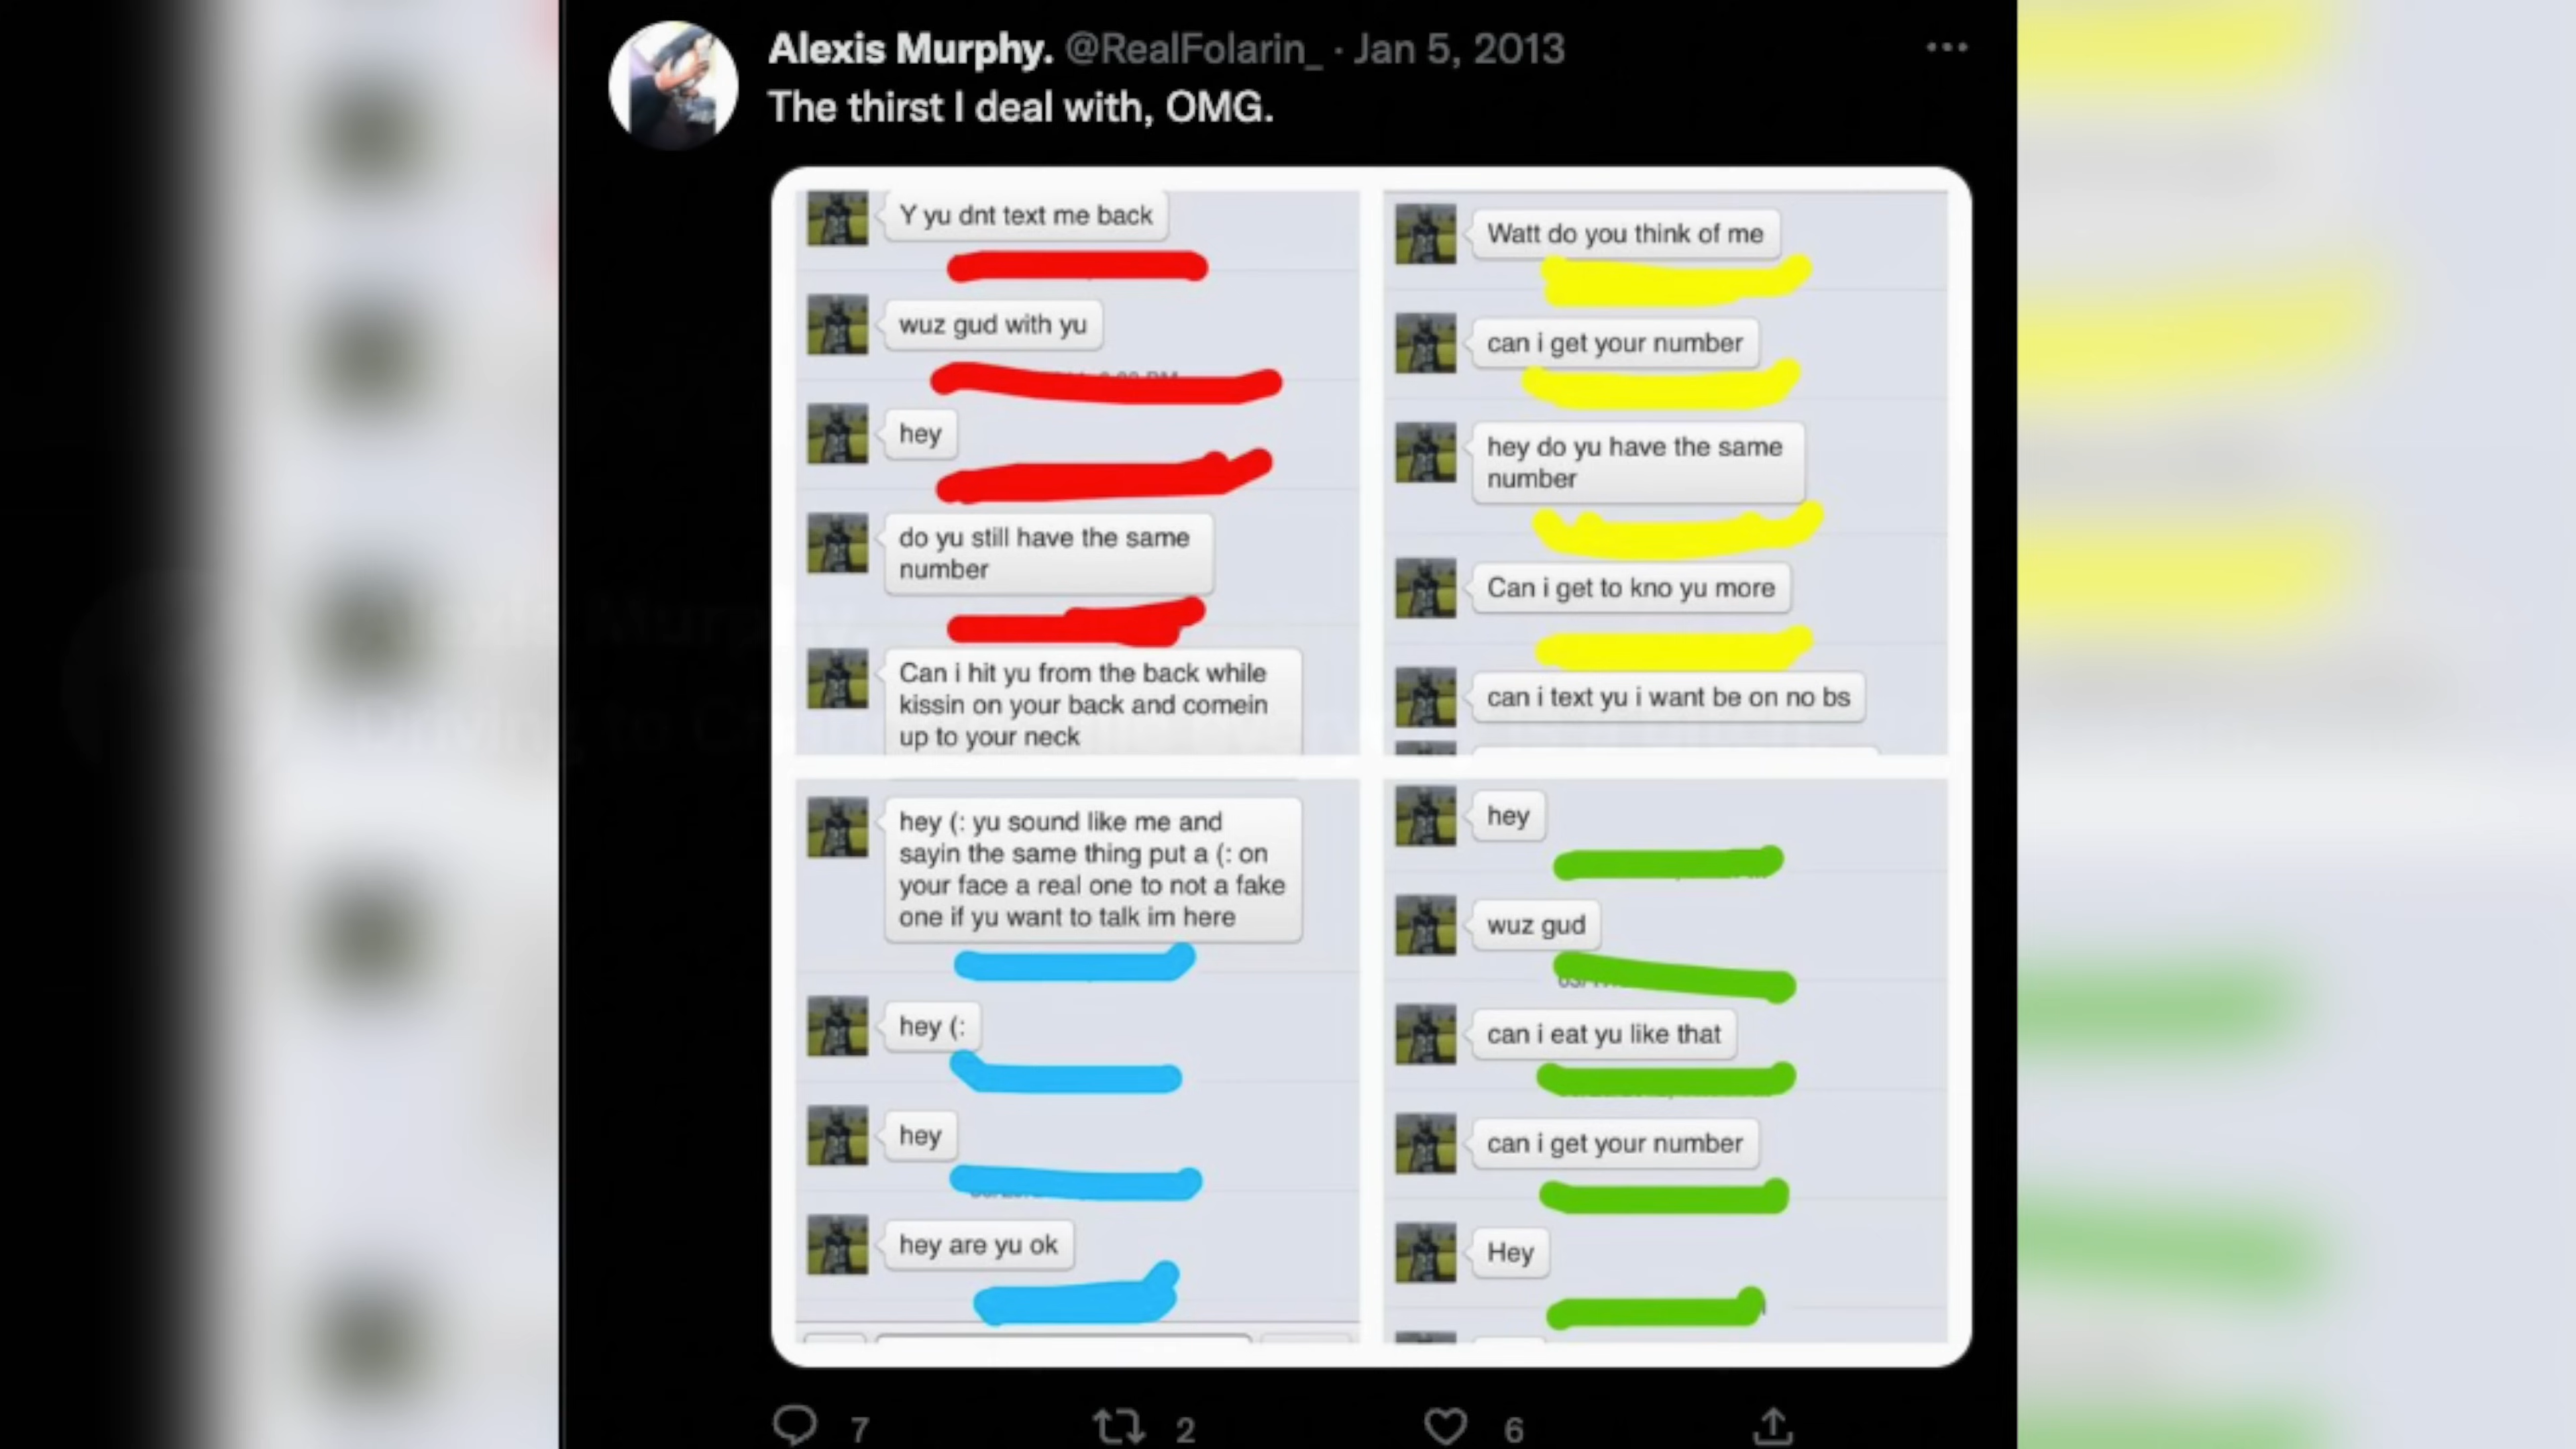 Alexis Murphy. @RealFolarin_ · Jan 5, 2013
The thirst I deal with, OMG.
Y yu dnt text me back
wuz gud with yu
hey
do yu still have the same
number
Can i hit yu from the back while
kissin on your back and comein
up to your neck
Watt do you think of me
can i get your number
hey do yu have the same
number
Can i get to kno yu more
can i text yu i want be on no bs
hey (: yu sound like me and
sayin the same thing put a (: on
your face a real one to not a fake
one if yu want to talk im here
hey (:
hey
hey are yu ok
hey
wuz gud
can i eat yu like that
can i get your number
Hey
7 2 6